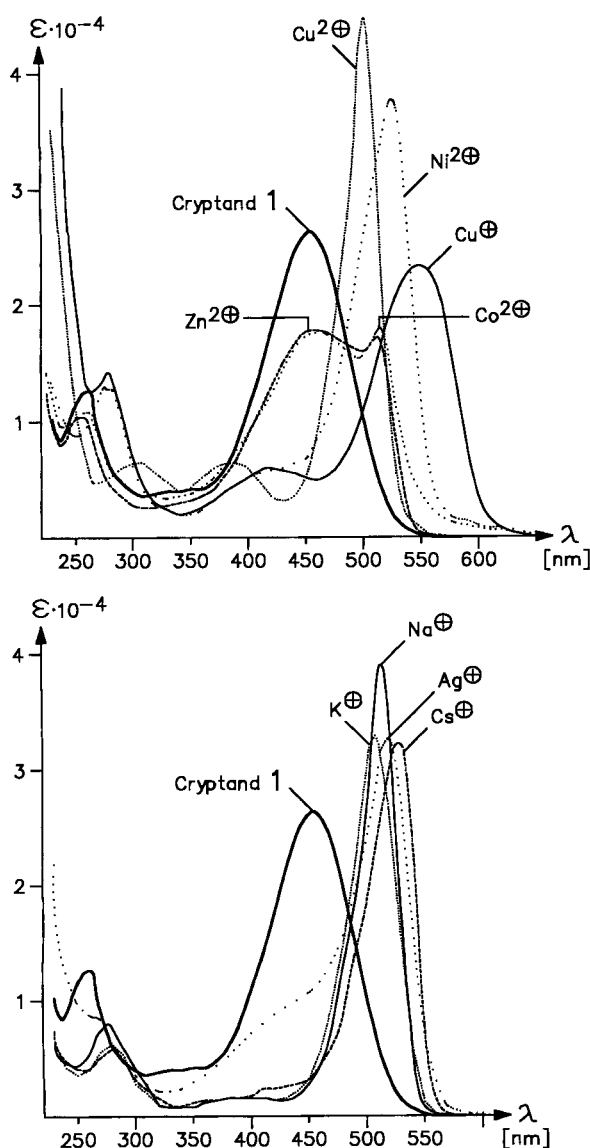 ε·10⁻⁴
Cu²⊕
4
Ni²⊕
3
Cryptand 1
Cu⊕
2
Zn²⊕ Co²⊕
1
250 300 350 400 450 500 550 600 λ
[nm]
ε·10⁻⁴
Na⊕
4
Ag⊕
K⊕ Cs⊕
3
Cryptand 1
2
1
250 300 350 400 450 500 550 λ
[nm]